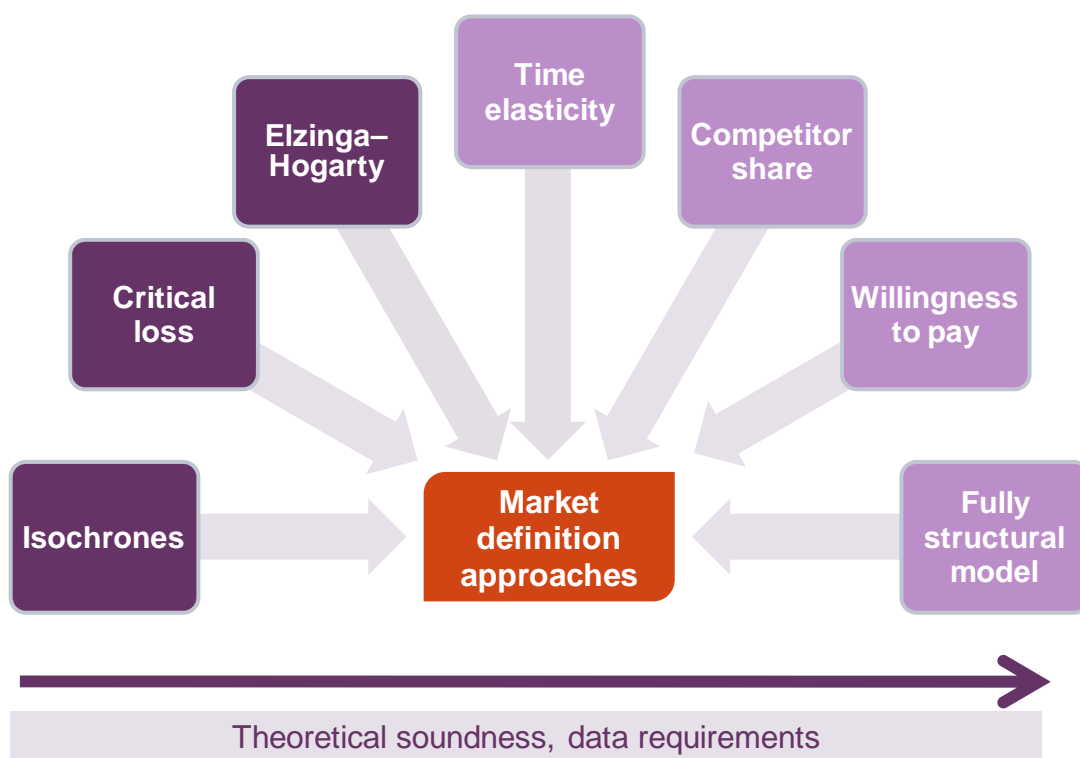 Time
elasticity
Elzinga–
Hogarty
Competitor
share
Critical
loss
Willingness
to pay
Isochrones
Market
definition
approaches
Fully
structural
model
Theoretical soundness, data requirements